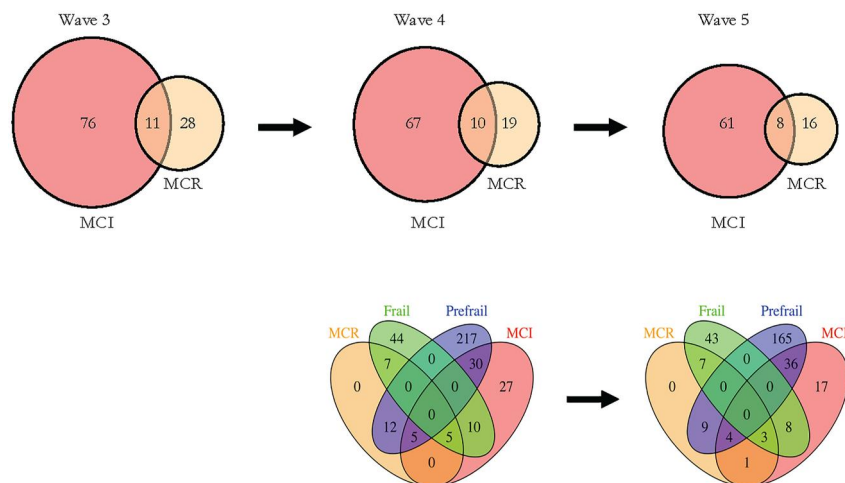 Wave 3 Wave 4 Wave 5
76 11 28 67 10 19 61 8 16
MCR MCR MCR
MCI MCI MCI
Frail Prefrail Frail Prefrail
MCR MCI MCR MCI
44 217 43 165
7 0 30 7 0 36
0 0 0 27 0 0 0 17
0 0
12 5 5 10 9 4 3 8
0 1